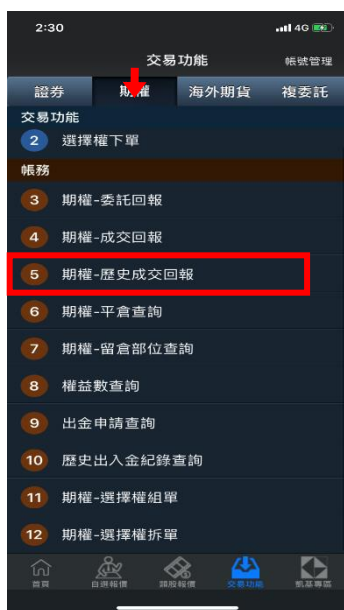 2:30
4G
交易功能
帳號管理
證券
期權
海外期貨
複委託
交易功能
2 選擇權下單
帳務
3 期權-委託回報
4 期權-成交回報
5 期權-歷史成交回報
6 期權-平倉查詢
7 期權-留倉部位查詢
8 權益數查詢
9 出金申請查詢
10 歷史出入金紀錄查詢
11 期權-選擇權組單
12 期權-選擇權拆單
首頁
自選報價
類股報價
交易功能
凱基專區